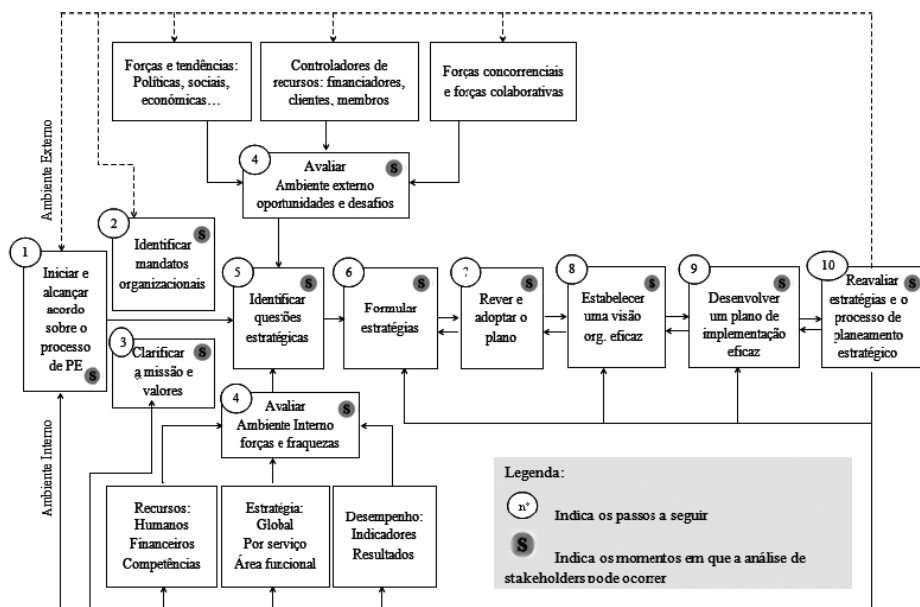 Forças e tendências:
Políticas, sociais,
económicas…
Controladores de
recursos: financiadores,
clientes, membros
Forças concorrenciais
e forças colaborativas
Ambiente Externo
4
S
Avaliar
Ambiente externo
oportunidades e desafios
1
Iniciar e
alcançar
acordo
sobre o
processo
de PE
S
2
S
Identificar
mandatos
organizacionais
3
S
Clarificar
a missão e
valores
5
S
Identificar
questões
estratégicas
6
S
Formular
estratégias
7
S
Rever e
adoptar o
plano
8
S
Estabelecer
uma visão
org. eficaz
9
S
Desenvolver
um plano de
implementação
eficaz
10
S
Reavaliar
estratégias e o
processo de
planeamento
estratégico
4
S
Avaliar
Ambiente Interno
forças e fraquezas
Ambiente Interno
Recursos:
Humanos
Financeiros
Competências
Estratégia:
Global
Por serviço
Área funcional
Desempenho:
Indicadores
Resultados
Legenda:
nº Indica os passos a seguir
S Indica os momentos em que a análise de
stakeholders pode ocorrer